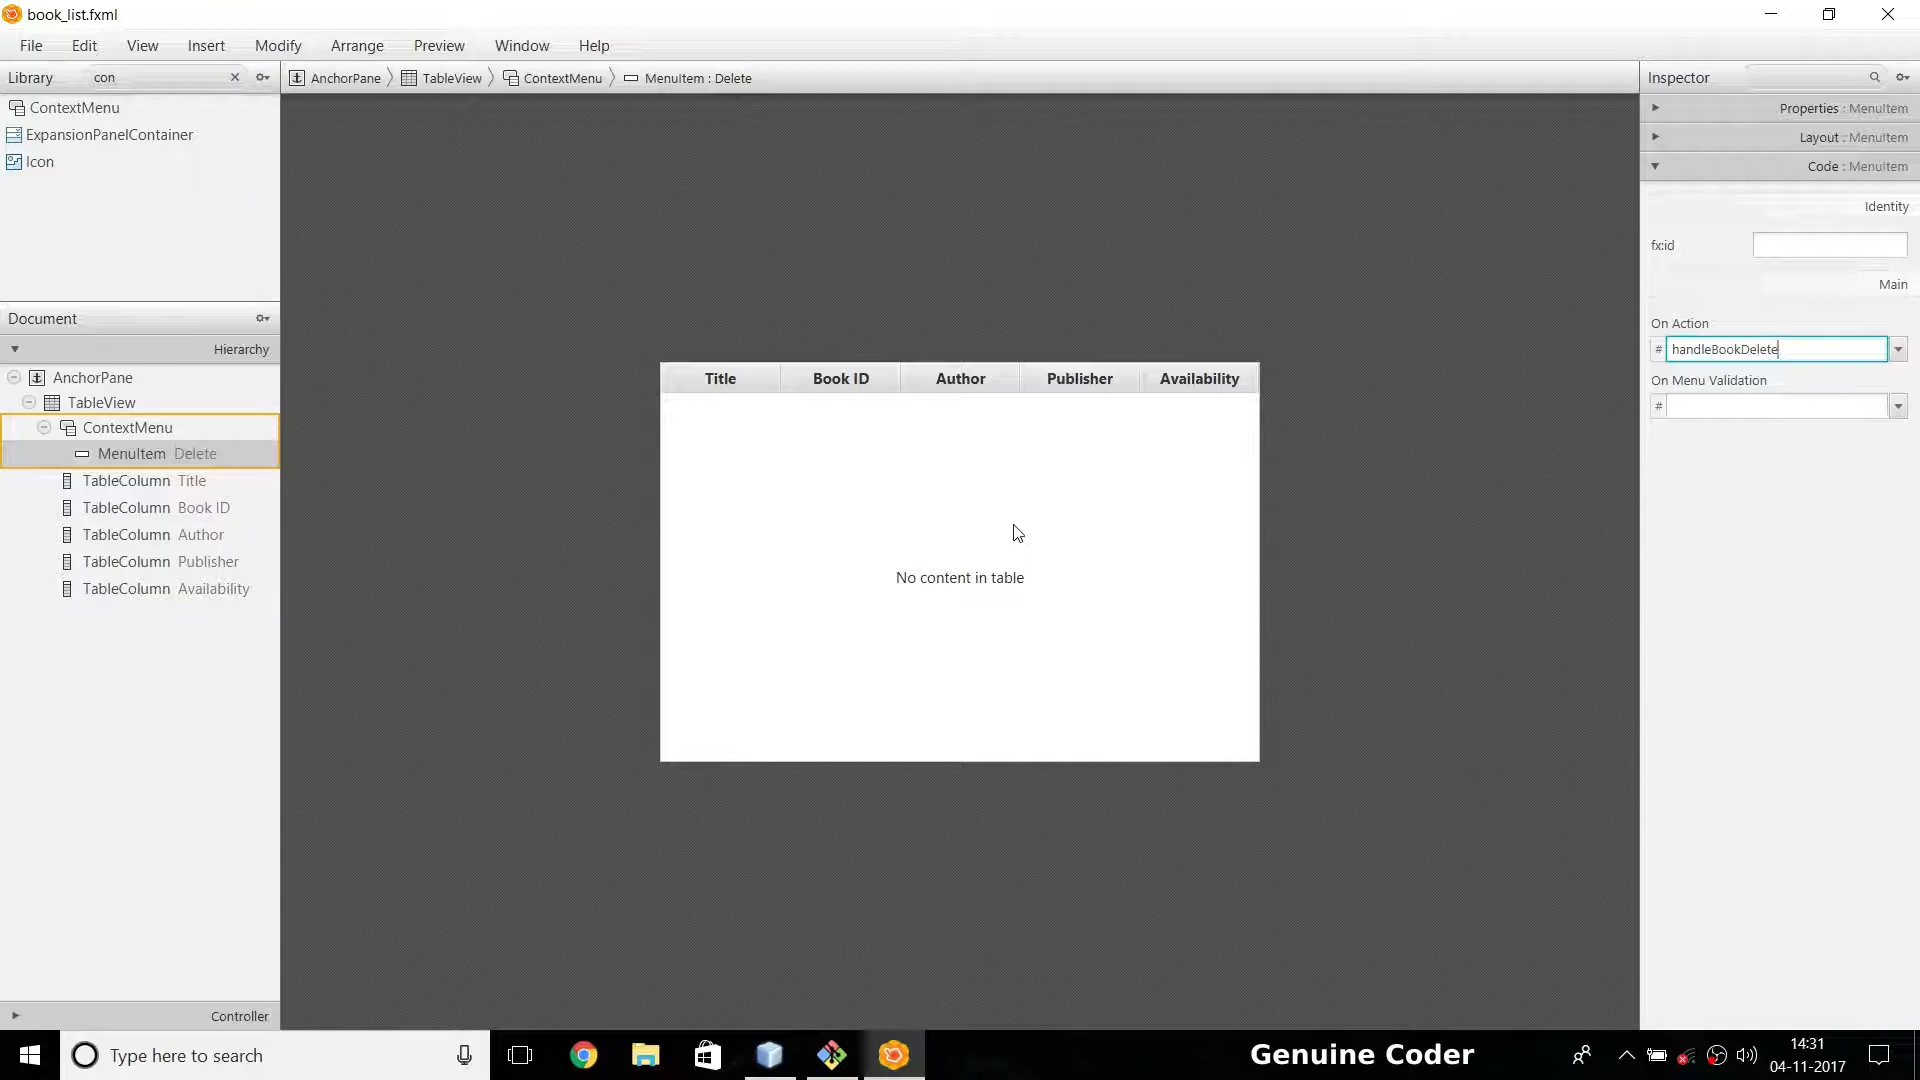 book_list.fxml
File Edit View Insert Modify Arrange Preview Window Help
Library con
ContextMenu
ExpansionPanelContainer
Icon
Document
Hierarchy
AnchorPane
TableView
ContextMenu
MenuItem Delete
TableColumn Title
TableColumn Book ID
TableColumn Author
TableColumn Publisher
TableColumn Availability
Controller
AnchorPane TableView ContextMenu MenuItem : Delete
Title Book ID Author Publisher Availability
No content in table
Inspector
Properties : MenuItem
Layout : MenuItem
Code : MenuItem
Identity
fx:id
Main
On Action
# handleBookDelete
On Menu Validation
#
Type here to search
Genuine Coder
14:31
04-11-2017